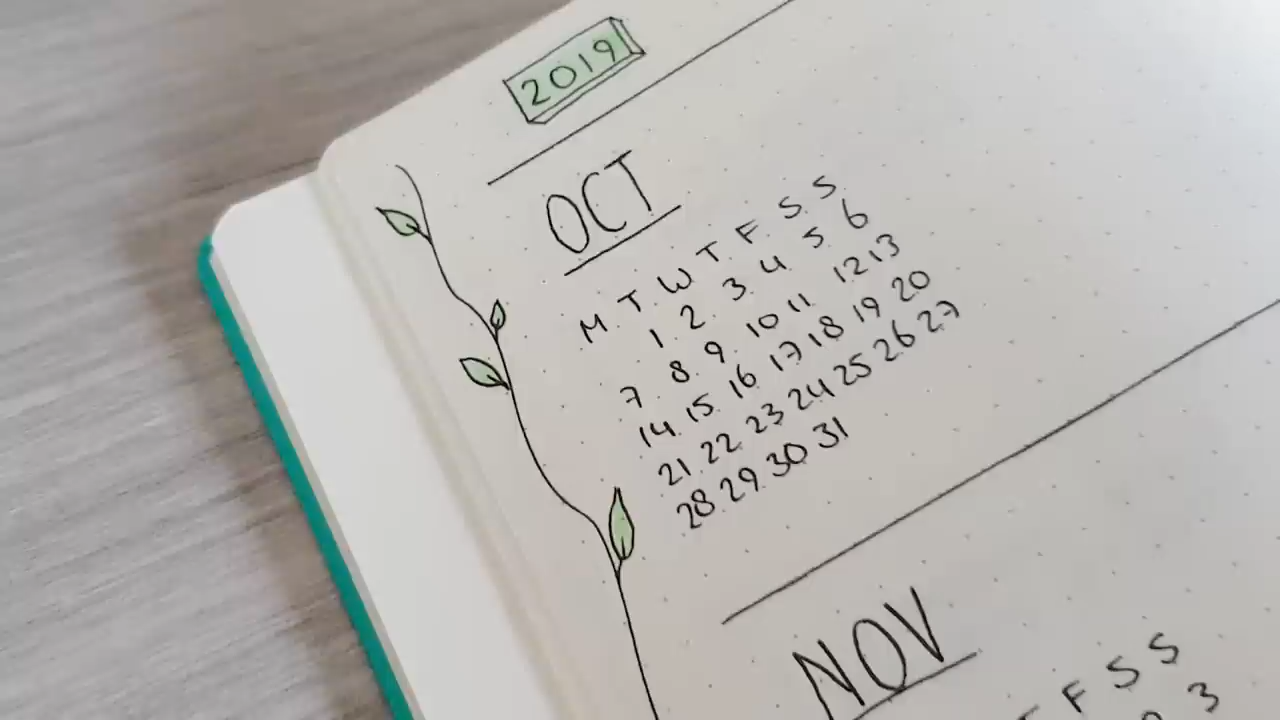 2019
OCT
M T W T F S S
1 2 3 4 5 6
7 8 9 10 11 12 13
14 15 16 17 18 19 20
21 22 23 24 25 26 27
28 29 30 31
NOV
F S S
3